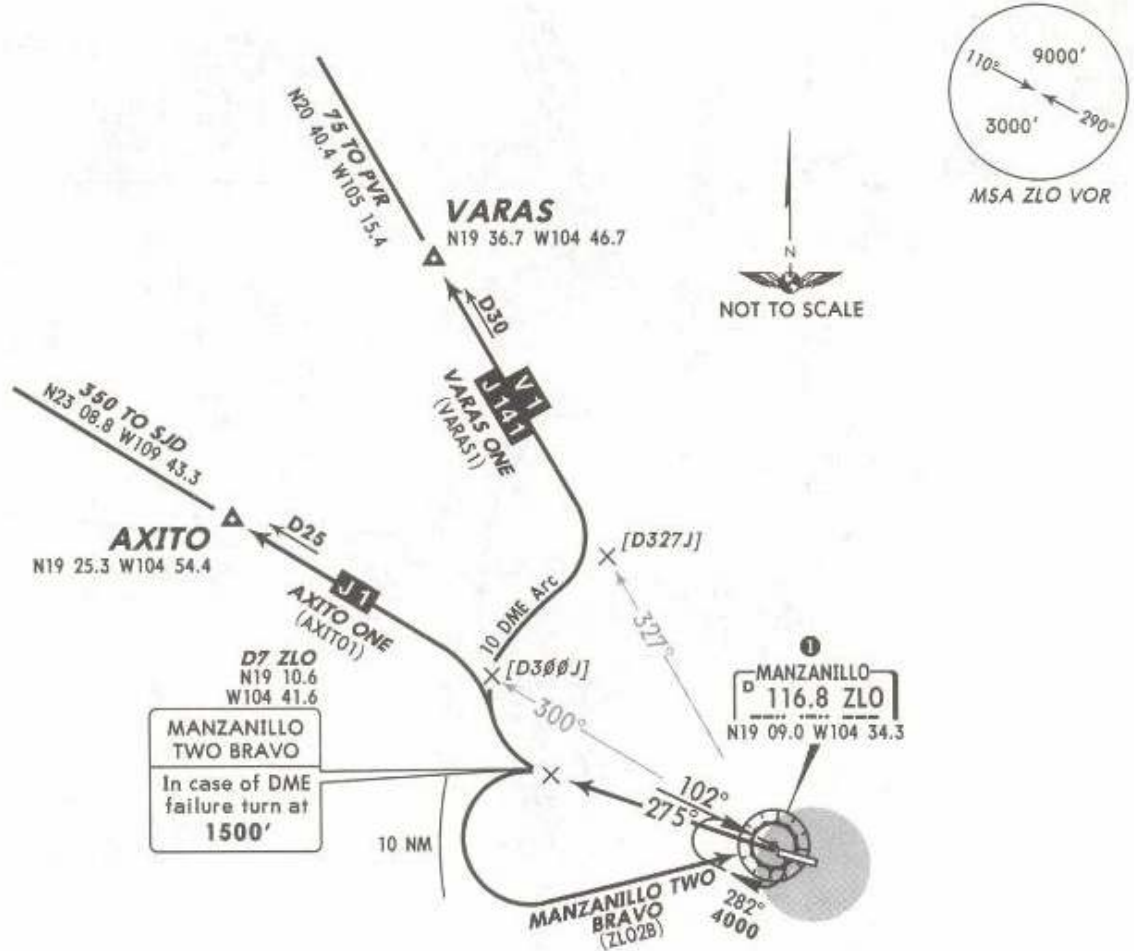 110°
9000'
3000'
290°
MSA ZLO VOR
75 TO PVR
N20 40.4 W105 15.4
VARAS
N19 36.7 W104 46.7
N
NOT TO SCALE
D30
V 1
J 141
VARAS ONE
(VARAS1)
350 TO SJD
N23 08.8 W109 43.3
AXITO
N19 25.3 W104 54.4
D25
J 1
AXITO ONE
(AXITO1)
10 DME Arc
[D327J]
327°
[D3ØØJ]
300°
D7 ZLO
N19 10.6
W104 41.6
MANZANILLO
TWO BRAVO
In case of DME
failure turn at
1500'
10 NM
1
MANZANILLO
D 116.8 ZLO
N19 09.0 W104 34.3
102°
275°
MANZANILLO TWO
BRAVO
(ZLO2B)
282°
4000